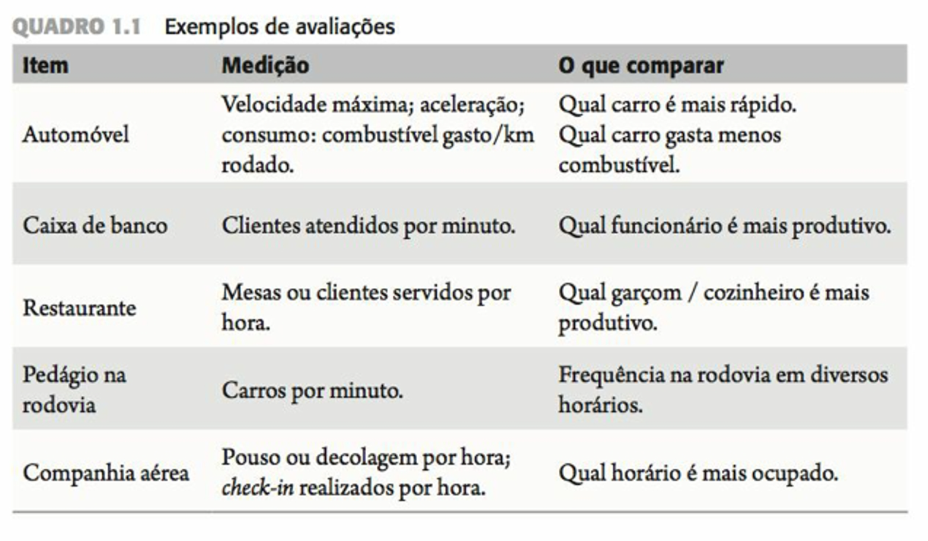 QUADRO 1.1 Exemplos de avaliações
Item Medição O que comparar
Automóvel
Velocidade máxima; aceleração;
consumo: combustível gasto/km
rodado.
Qual carro é mais rápido.
Qual carro gasta menos
combustível.
Caixa de banco
Clientes atendidos por minuto.
Qual funcionário é mais produtivo.
Restaurante
Mesas ou clientes servidos por
hora.
Qual garçom / cozinheiro é mais
produtivo.
Pedágio na
rodovia
Carros por minuto.
Frequência na rodovia em diversos
horários.
Companhia aérea
Pouso ou decolagem por hora;
check-in realizados por hora.
Qual horário é mais ocupado.